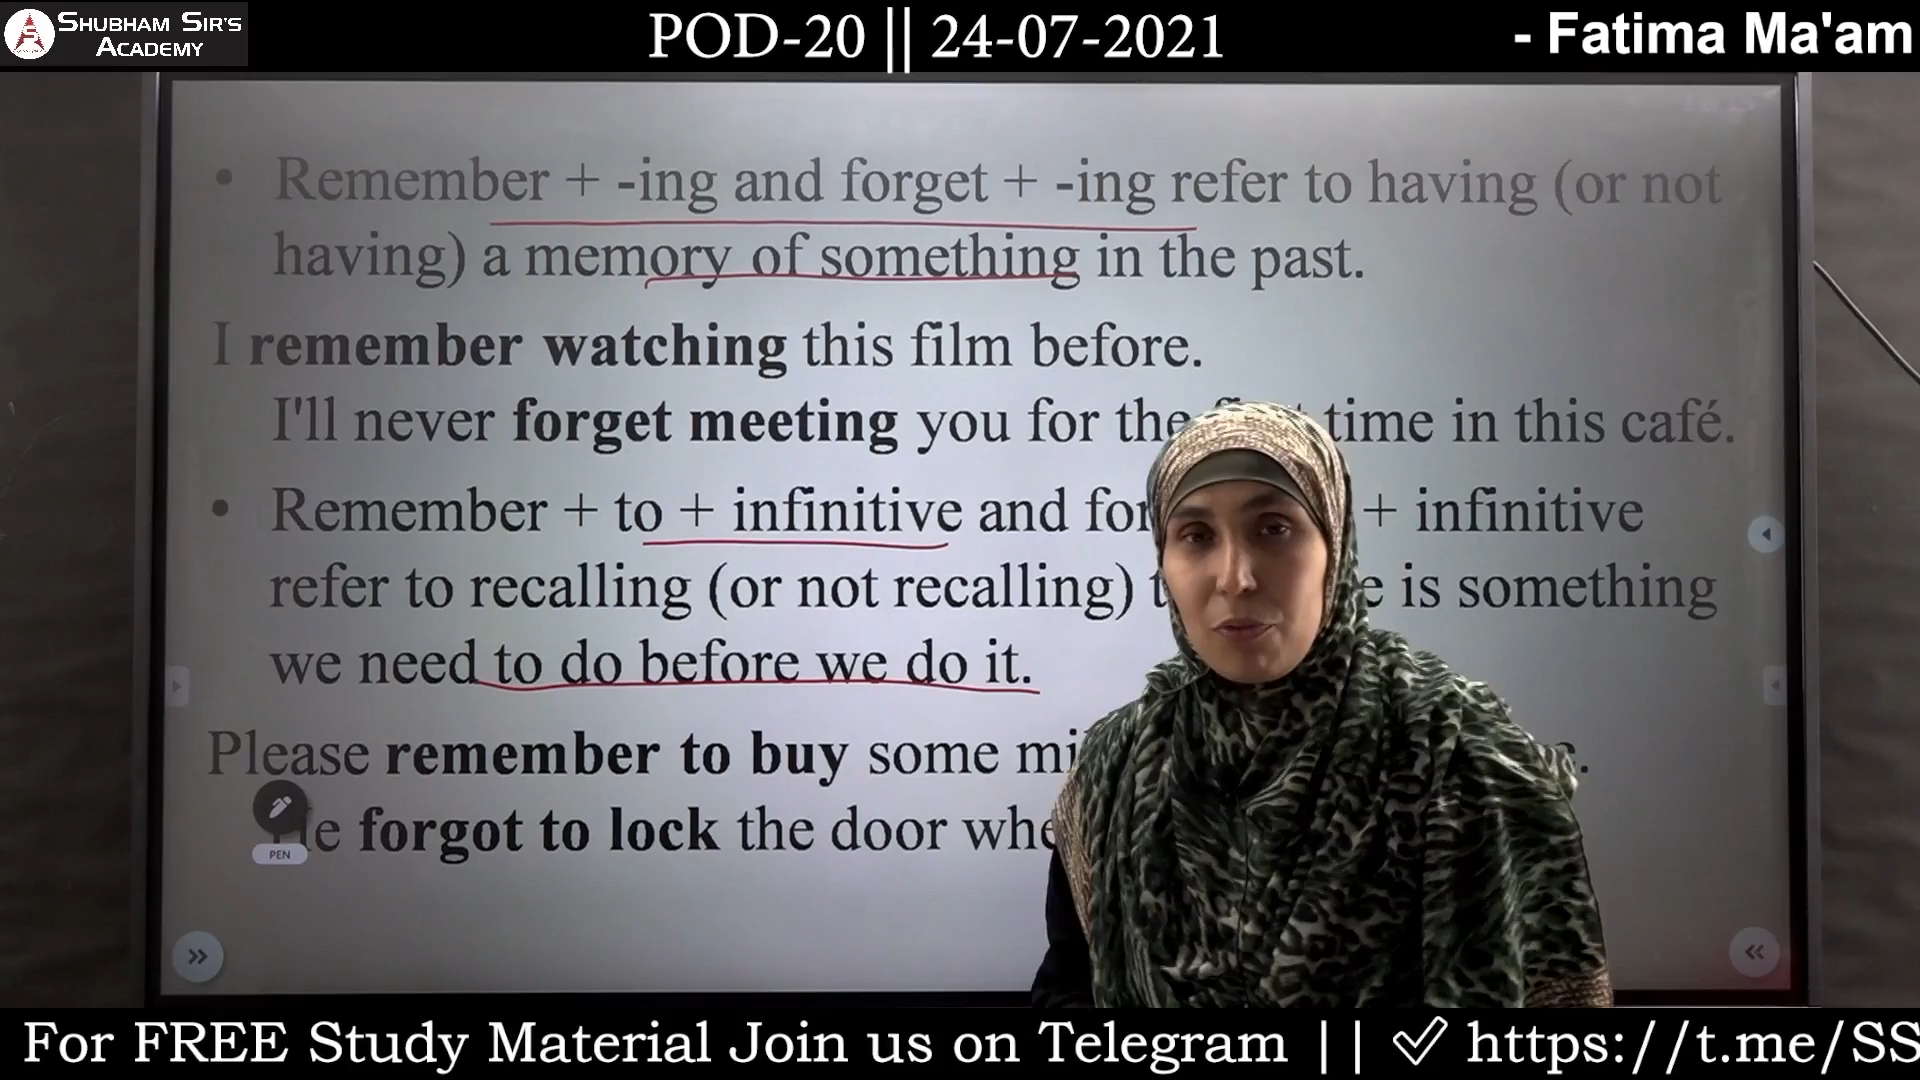 SHUBHAM SIR'S
ACADEMY
POD-20 || 24-07-2021
- Fatima Ma'am
• Remember + -ing and forget + -ing refer to having (or not
having) a memory of something in the past.
I remember watching this film before.
I'll never forget meeting you for the first time in this café.
• Remember + to + infinitive and for + infinitive
refer to recalling (or not recalling) is something
we need to do before we do it.
Please remember to buy some
forgot to lock the door
PEN
For FREE Study Material Join us on Telegram || ✓ https://t.me/SS